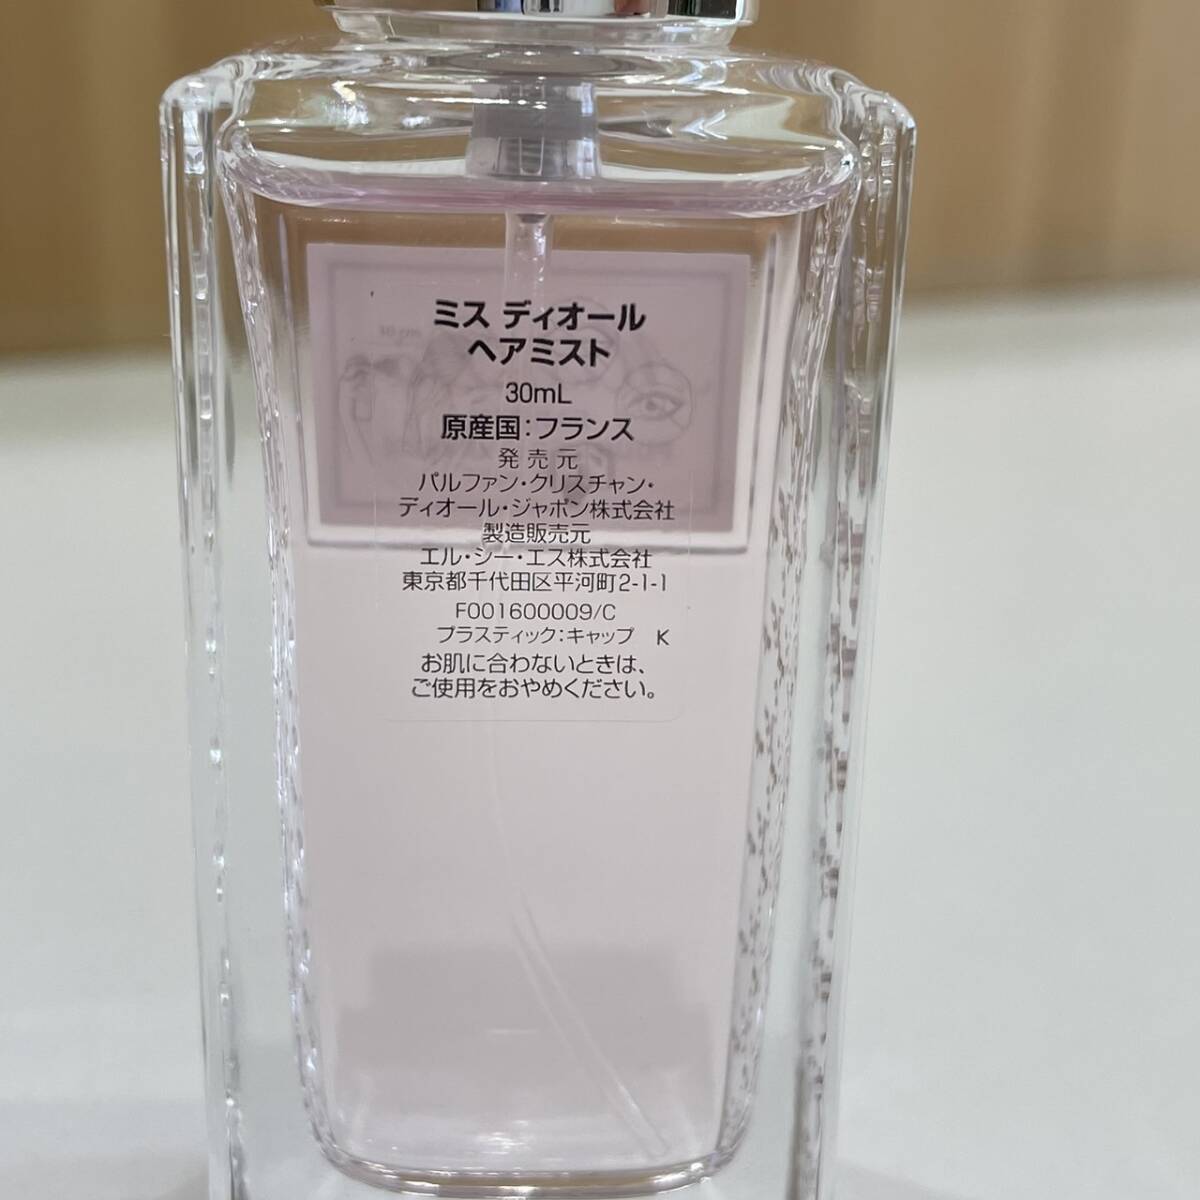 ミス ディオール
ヘアミスト
30mL
原産国:フランス
発売元
パルファン・クリスチャン・
ディオール・ジャポン株式会社
製造販売元
エル・シー・エス株式会社
東京都千代田区平河町2-1-1
F001600009/C
プラスティック:キャップ K
お肌に合わないときは、
ご使用をおやめください。